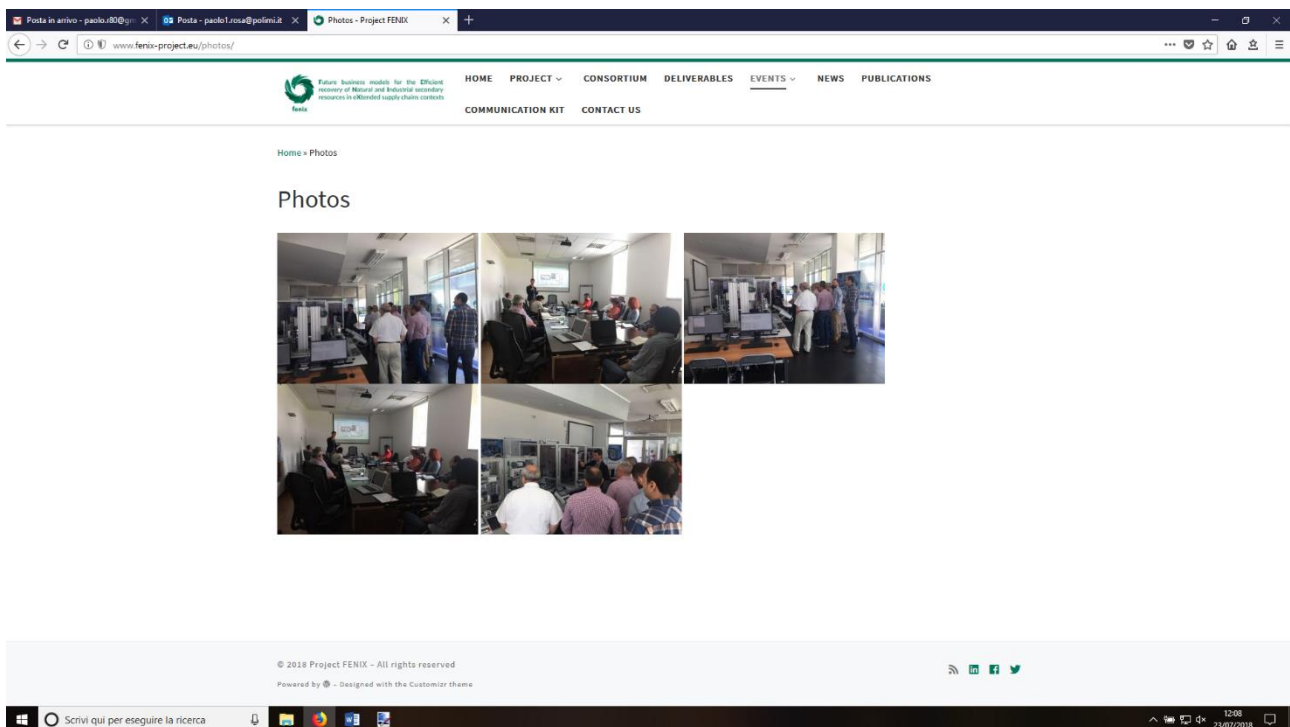 Posta in arrivo - paolo.r80@gm
Posta - paolo1.rosa@polimi.it
Photos - Project FENIX
www.fenix-project.eu/photos/
fenix
Future business models for the Efficient
recovery of Natural and Industrial secondary
resources in eXtended supply chains contexts
HOME PROJECT CONSORTIUM DELIVERABLES EVENTS NEWS PUBLICATIONS
COMMUNICATION KIT CONTACT US
Home » Photos
Photos
© 2018 Project FENIX – All rights reserved
Powered by – Designed with the Customizr theme
Scrivi qui per eseguire la ricerca
12:08
23/07/2018